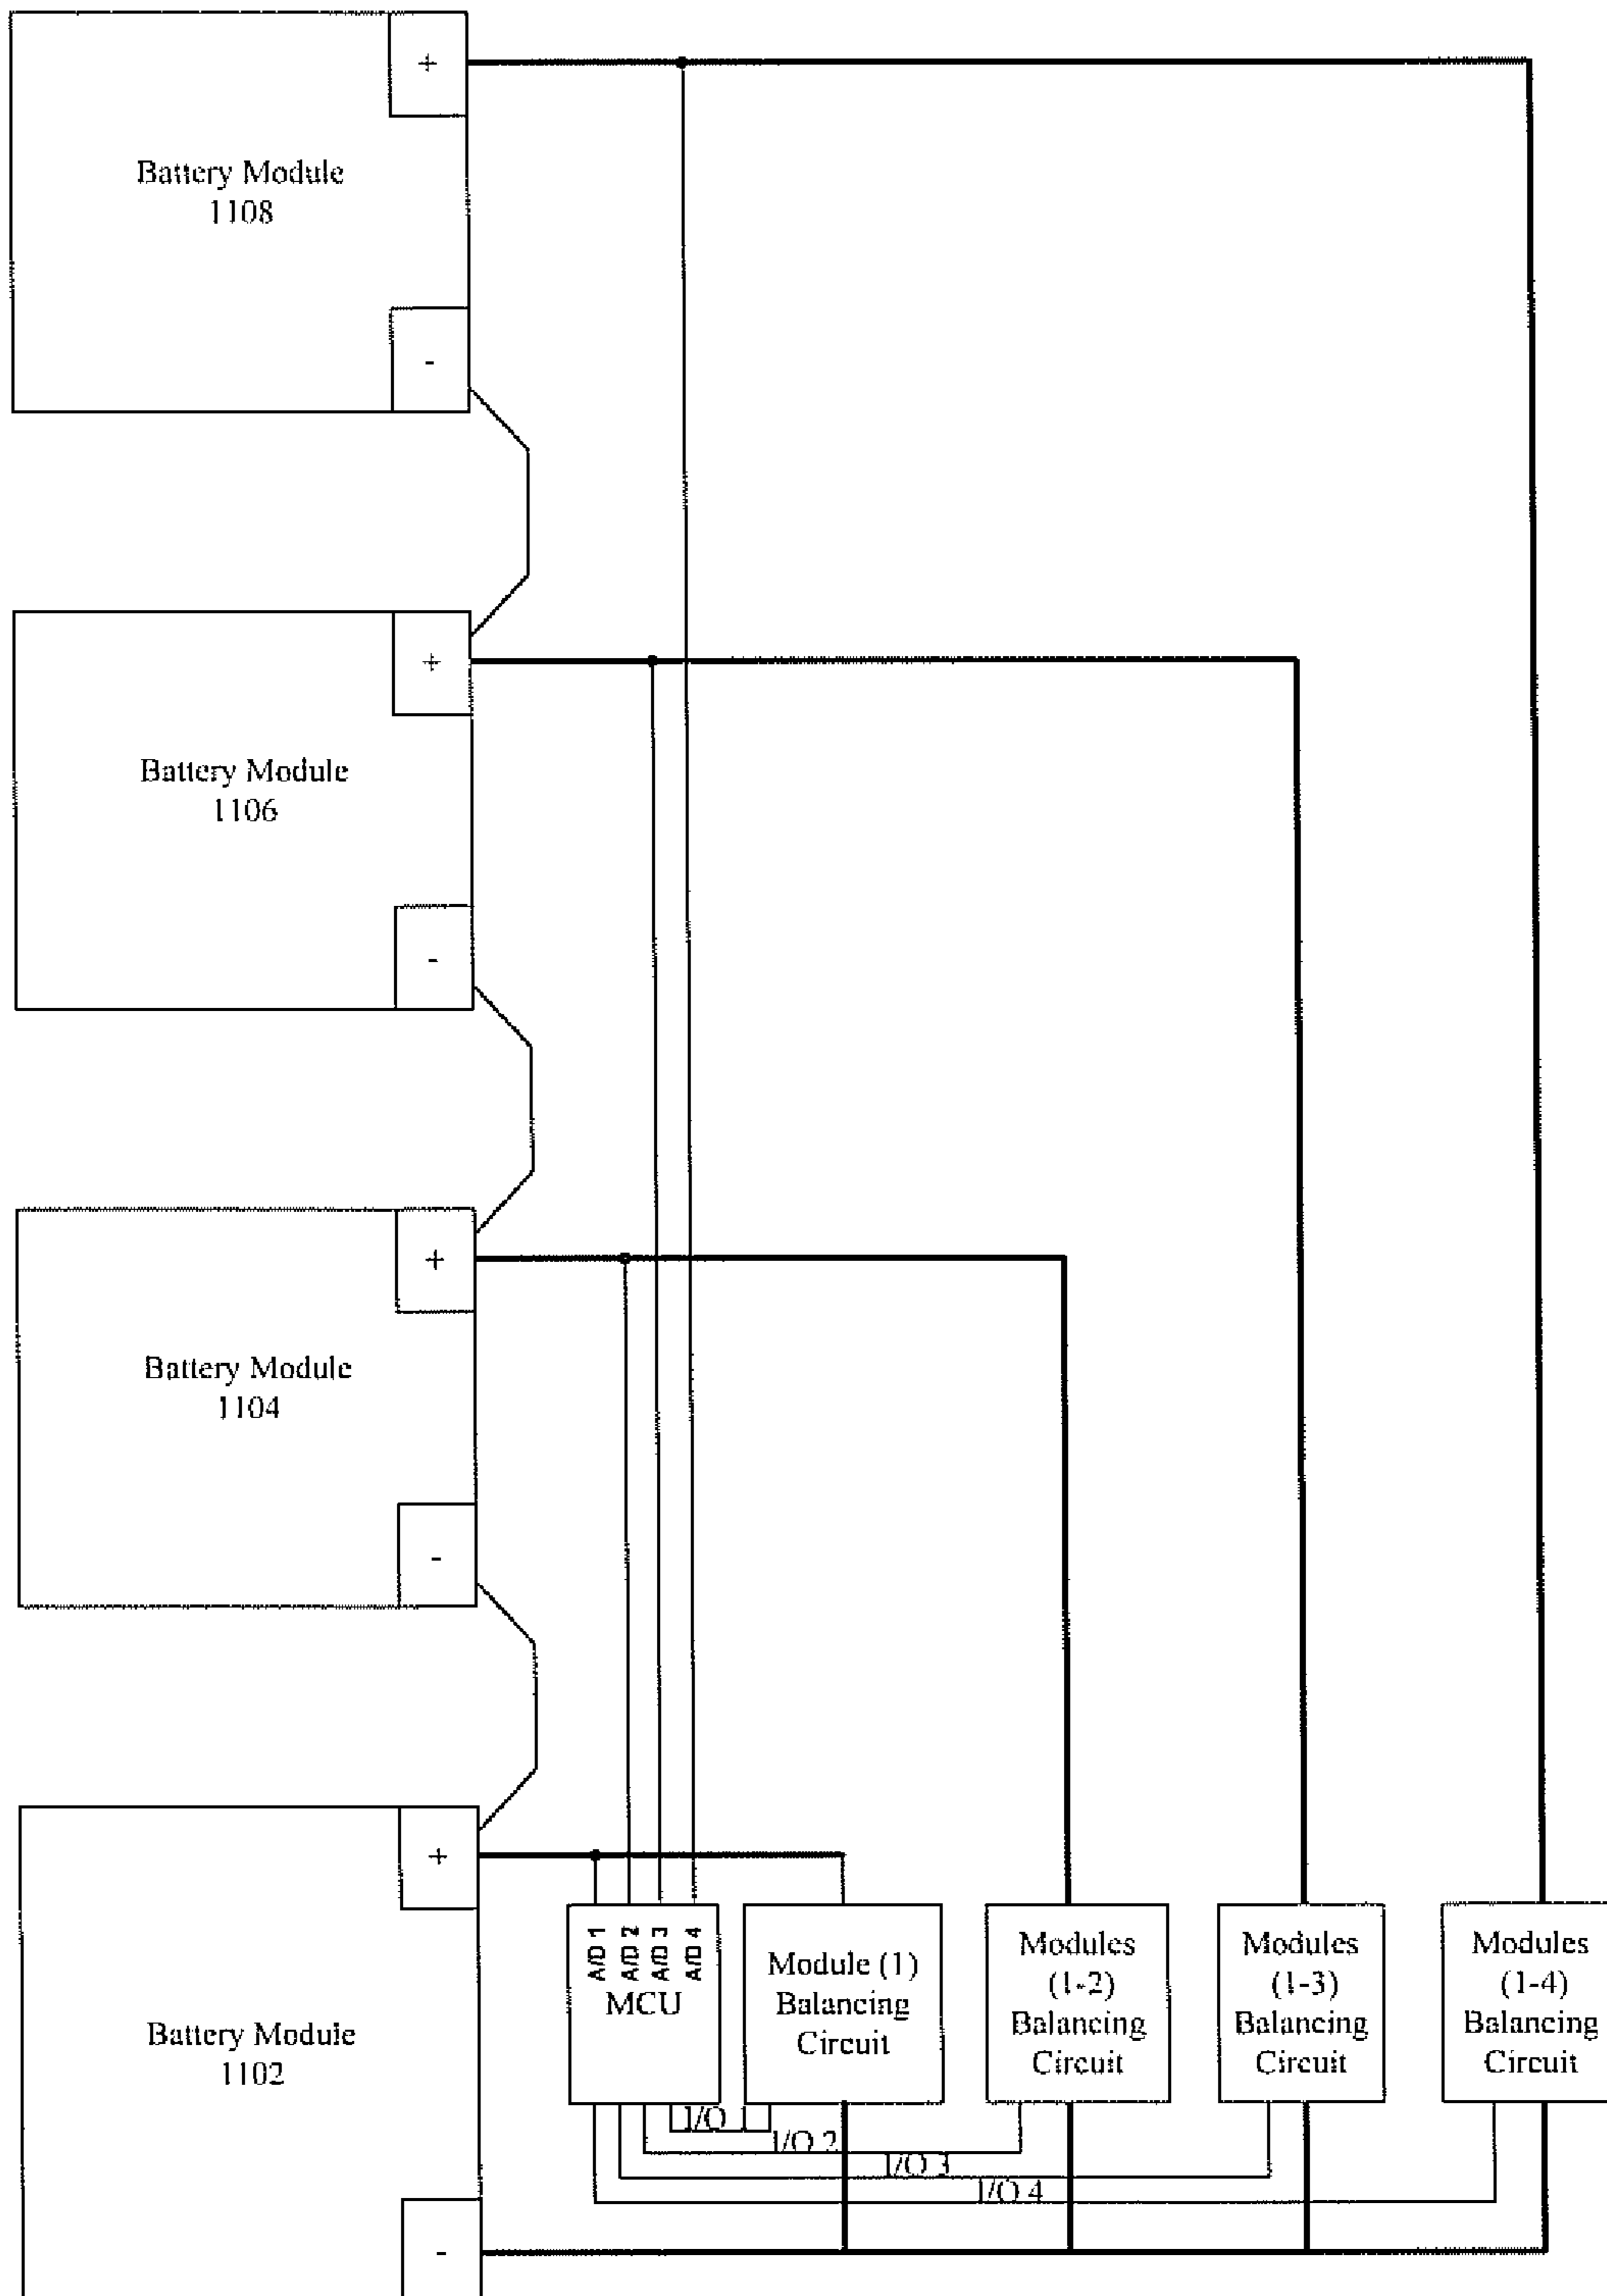 +
Battery Module
1108
-
+
Battery Module
1106
-
+
Battery Module
1104
-
+
Battery Module
1102
-
A/D 1
A/D 2
A/D 3
A/D 4
MCU
Module (1)
Balancing
Circuit
Modules
(1-2)
Balancing
Circuit
Modules
(1-3)
Balancing
Circuit
Modules
(1-4)
Balancing
Circuit
I/O 1
I/O 2
I/O 3
I/O 4